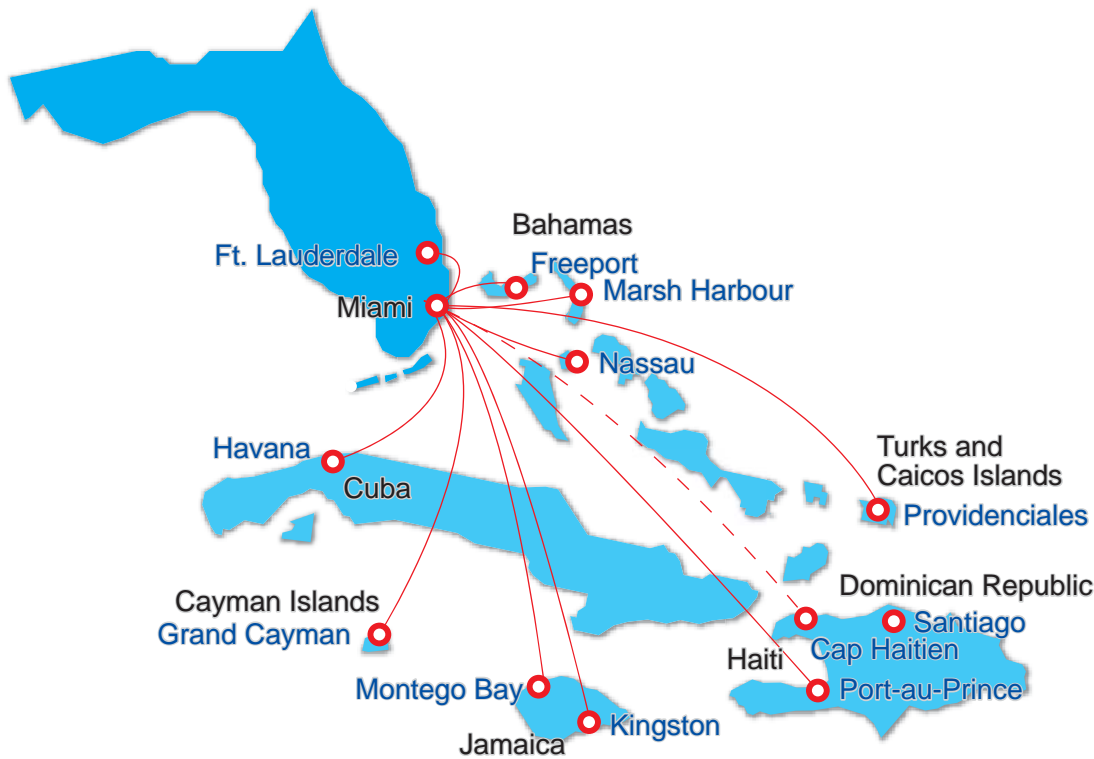 Bahamas
Ft. Lauderdale
Freeport
Marsh Harbour
Miami
Nassau
Havana
Turks and
Caicos Islands
Cuba
Providenciales
Dominican Republic
Cayman Islands
Santiago
Grand Cayman
Cap Haitien
Haiti
Montego Bay
Port-au-Prince
Kingston
Jamaica